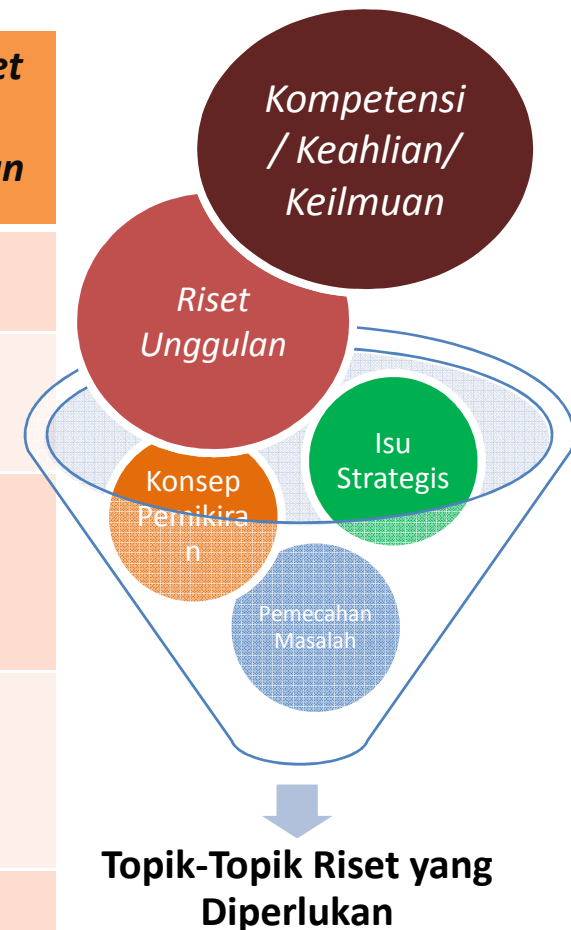 et
an
Kompetensi
/ Keahlian/
Keilmuan
Riset
Unggulan
Isu
Strategis
Konsep
Pemikira
n
Pemecahan
Masalah
Topik-Topik Riset yang
Diperlukan